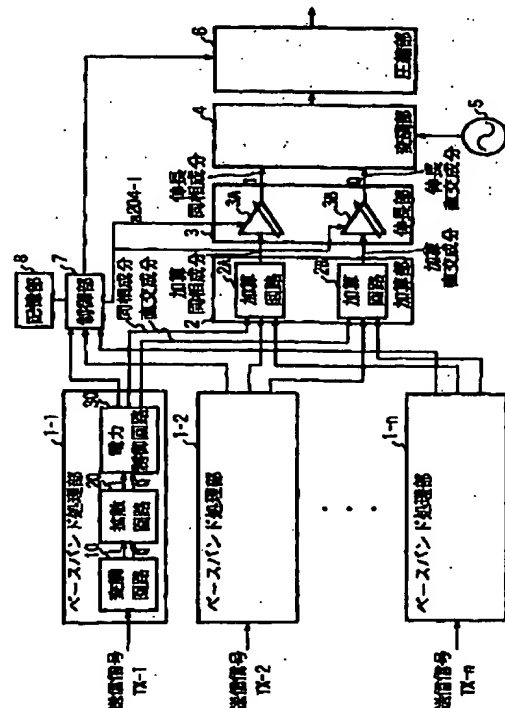 送信信号
TX-1
ベースバンド処理部
1-1
10
変調
回路
I
Q
20
拡散
回路
I
Q
30
電力
制御回路
送信信号
TX-2
ベースバンド処理部
1-2
送信信号
TX-n
ベースバンド処理部
1-n
記憶部
8
制御部
7
同相成分
直交成分
加算
同相成分
2
2A
加算
回路
2B
加算
回路
加算部
加算
直交成分
a204-1
3
3A
3B
伸長部
伸長
同相成分
I
Q
伸長
直交成分
4
変調部
5
6
圧縮部